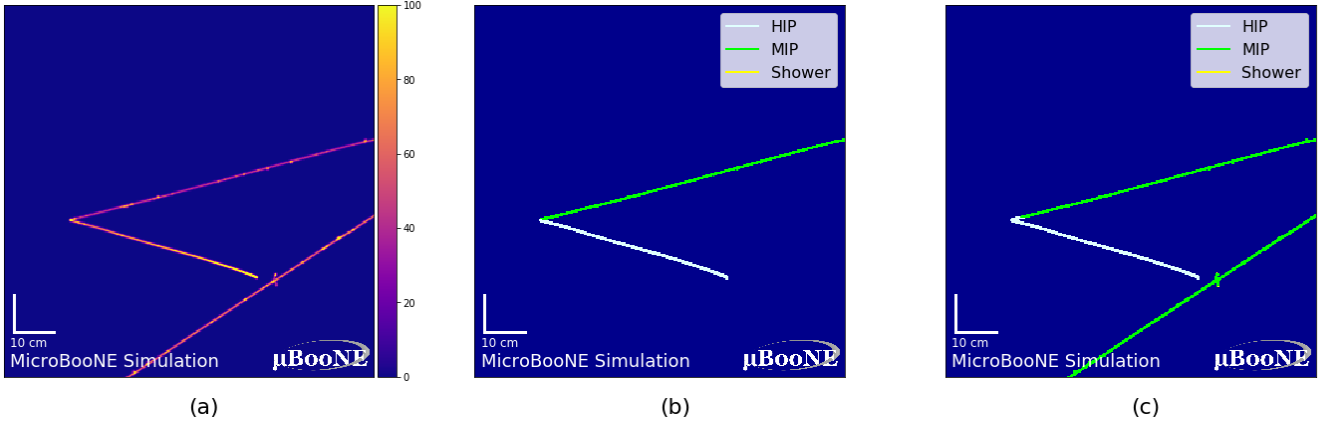 100
80
60
40
20
0
10 cm
MicroBooNE Simulation
µBooNE
(a)
HIP
MIP
Shower
10 cm
MicroBooNE Simulation
µBooNE
(b)
HIP
MIP
Shower
10 cm
MicroBooNE Simulation
µBooNE
(c)